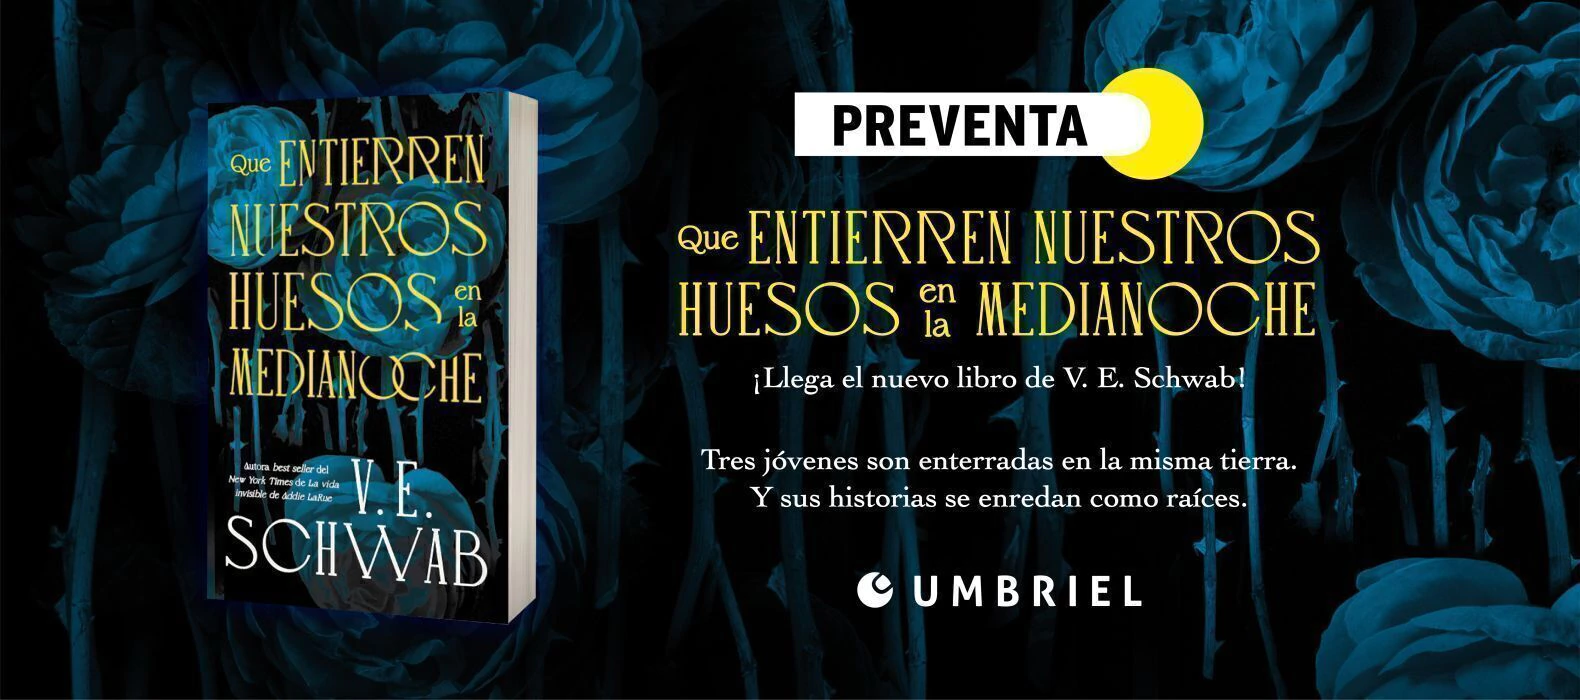 Que ENTIERREN
NUESTROS
HUESOS en la
MEDIANOCHE
Autora best seller del
New York Times de La vida
invisible de Addie LaRue
V. E.
SCHWAB
PREVENTA
Que ENTIERREN NUESTROS
HUESOS en la MEDIANOCHE
¡Llega el nuevo libro de V. E. Schwab!
Tres jóvenes son enterradas en la misma tierra.
Y sus historias se enredan como raíces.
UMBRIEL